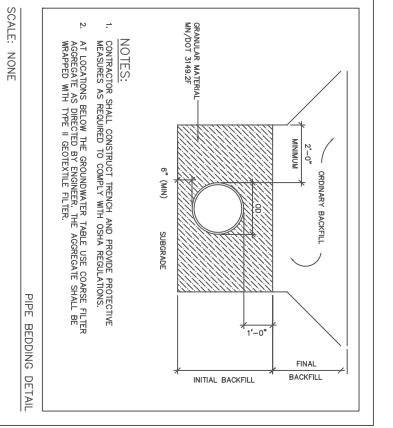 ORDINARY BACKFILL
2'-0"
MINIMUM
GRANULAR MATERIAL
MN/DOT 3149.2F
OD
6" (MIN)
SUBGRADE
1'-0"
FINAL
BACKFILL
INITIAL BACKFILL
NOTES:
1. CONTRACTOR SHALL CONSTRUCT TRENCH AND PROVIDE PROTECTIVE
MEASURES AS REQUIRED TO COMPLY WITH OSHA REGULATIONS.
2. AT LOCATIONS BELOW THE GROUNDWATER TABLE USE COARSE FILTER
AGGREGATE AS DIRECTED BY ENGINEER. THE AGGREGATE SHALL BE
WRAPPED WITH TYPE II GEOTEXTILE FILTER.
PIPE BEDDING DETAIL
SCALE: NONE